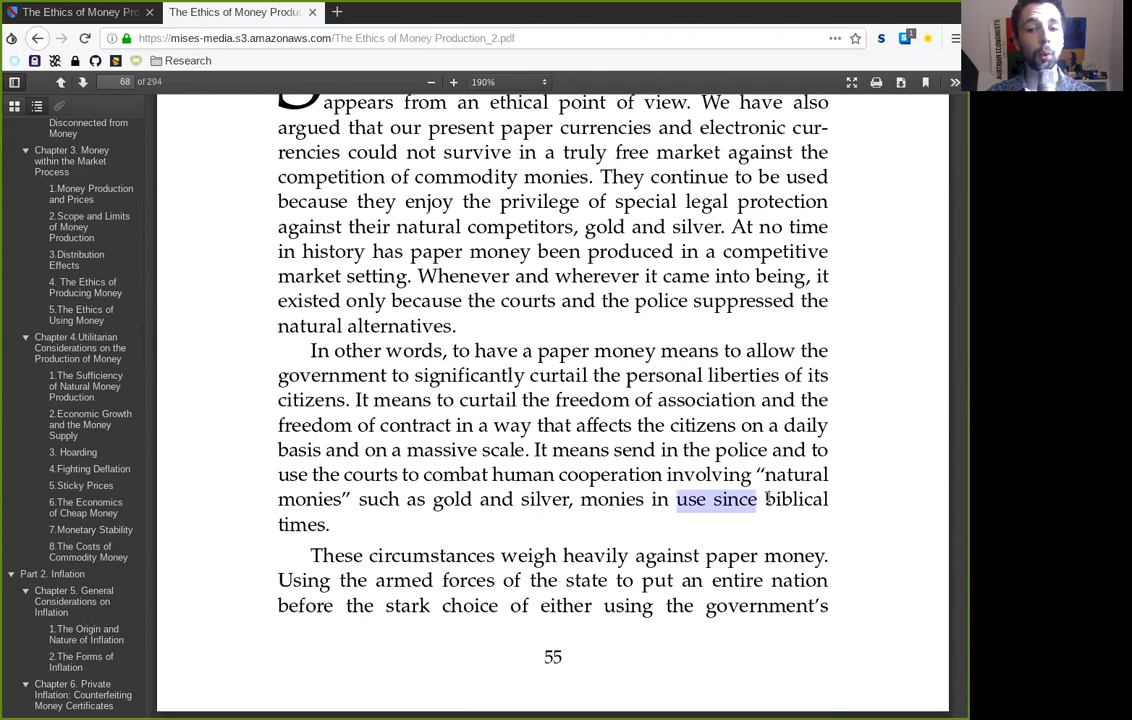 The Ethics of Money Pro
The Ethics of Money Produc
https://mises-media.s3.amazonaws.com/The Ethics of Money Production_2.pdf
Research
68 of 294
190%
Disconnected from
Money
Chapter 3. Money
within the Market
Process
1.Money Production
and Prices
2.Scope and Limits
of Money
Production
3.Distribution
Effects
4. The Ethics of
Producing Money
5.The Ethics of
Using Money
Chapter 4.Utilitarian
Considerations on the
Production of Money
1.The Sufficiency
of Natural Money
Production
2.Economic Growth
and the Money
Supply
3. Hoarding
4.Fighting Deflation
5.Sticky Prices
6.The Economics
of Cheap Money
7.Monetary Stability
8.The Costs of
Commodity Money
Part 2. Inflation
Chapter 5. General
Considerations on
Inflation
1.The Origin and
Nature of Inflation
2.The Forms of
Inflation
Chapter 6. Private
Inflation: Counterfeiting
Money Certificates
appears from an ethical point of view. We have also
argued that our present paper currencies and electronic cur-
rencies could not survive in a truly free market against the
competition of commodity monies. They continue to be used
because they enjoy the privilege of special legal protection
against their natural competitors, gold and silver. At no time
in history has paper money been produced in a competitive
market setting. Whenever and wherever it came into being, it
existed only because the courts and the police suppressed the
natural alternatives.
In other words, to have a paper money means to allow the
government to significantly curtail the personal liberties of its
citizens. It means to curtail the freedom of association and the
freedom of contract in a way that affects the citizens on a daily
basis and on a massive scale. It means send in the police and to
use the courts to combat human cooperation involving “natural
monies” such as gold and silver, monies in use since biblical
times.
These circumstances weigh heavily against paper money.
Using the armed forces of the state to put an entire nation
before the stark choice of either using the government’s
55
AUSTRIAN ECONOMISTS